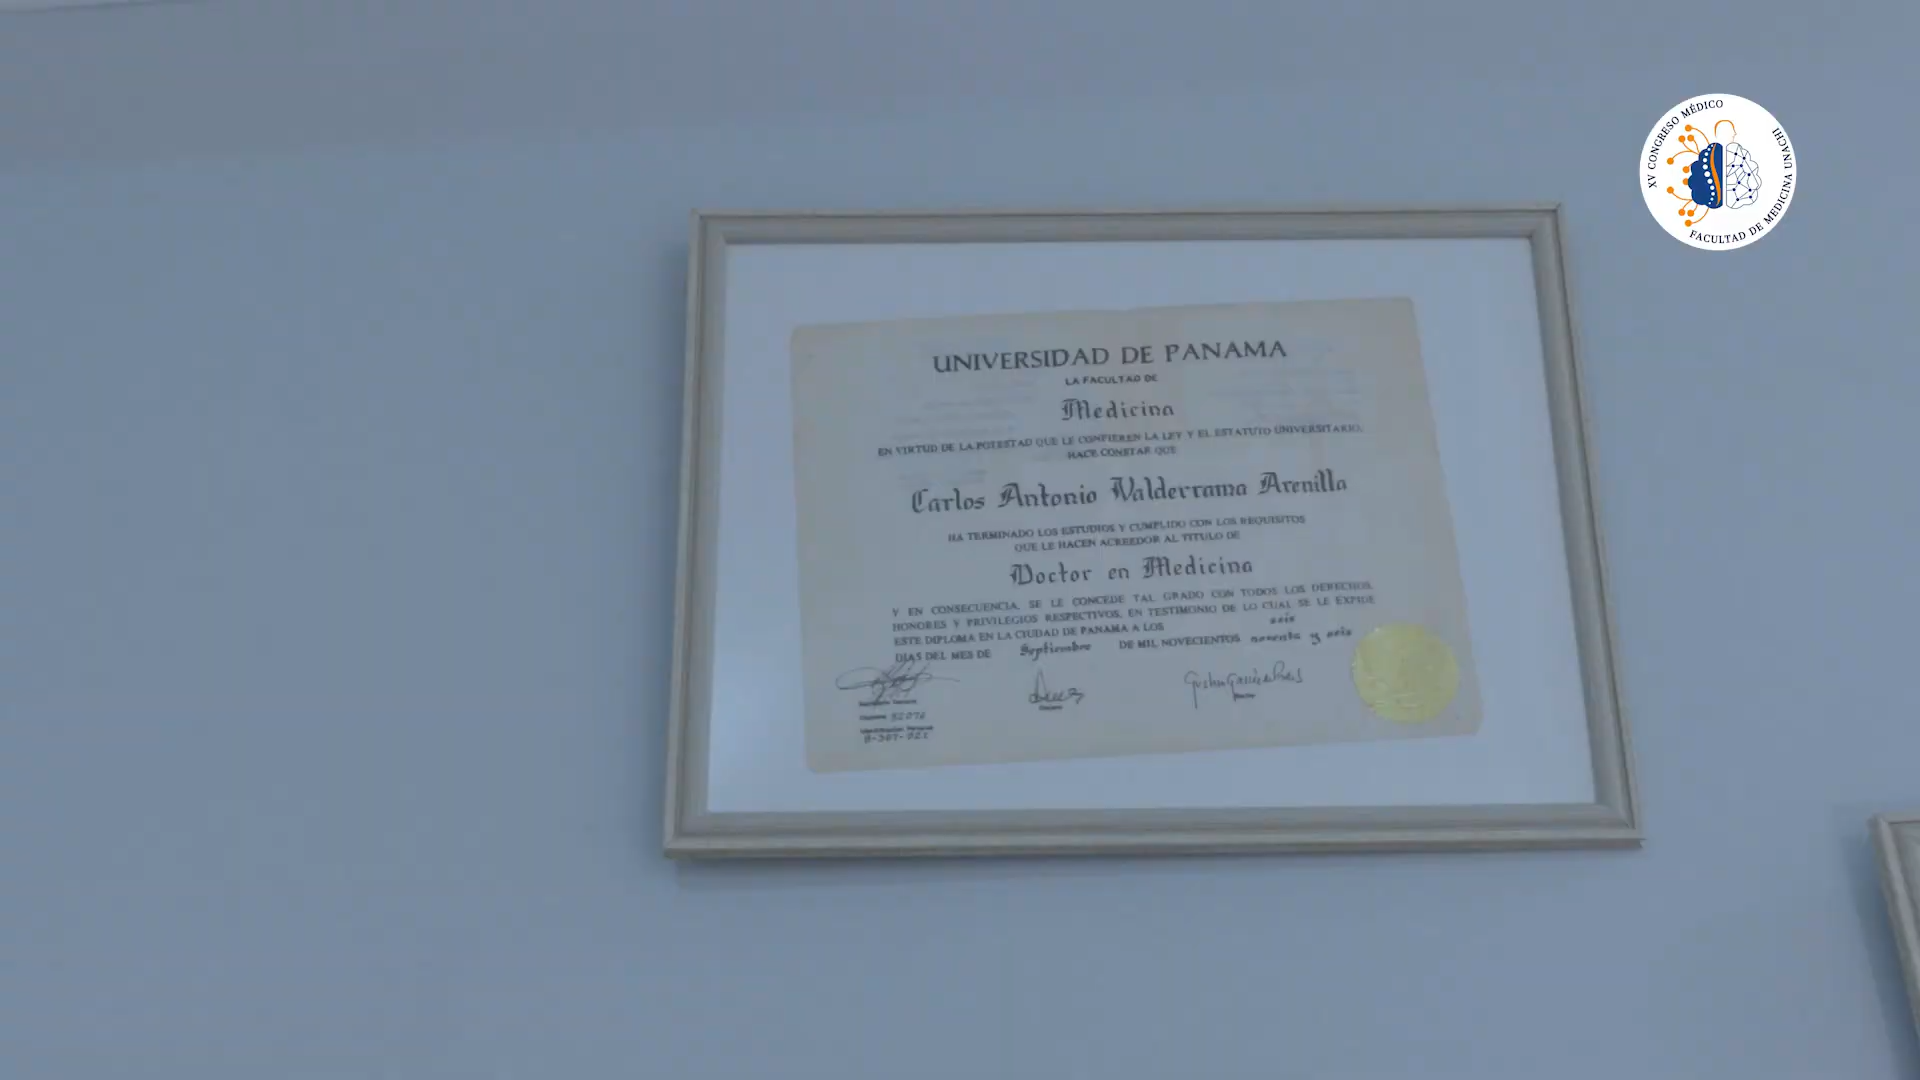 XV CONGRESO MÉDICO
FACULTAD DE MEDICINA UNACHI
UNIVERSIDAD DE PANAMA
LA FACULTAD DE
Medicina
EN VIRTUD DE LA POTESTAD QUE LE CONFIEREN LA LEY Y EL ESTATUTO UNIVERSITARIO,
HACE CONSTAR QUE
Carlos Antonio Valderrama Arenilla
HA TERMINADO LOS ESTUDIOS Y CUMPLIDO CON LOS REQUISITOS
QUE LE HACEN ACREEDOR AL TITULO DE
Doctor en Medicina
Y EN CONSECUENCIA, SE LE CONCEDE TAL GRADO CON TODOS LOS DERECHOS,
HONORES Y PRIVILEGIOS RESPECTIVOS, EN TESTIMONIO DE LO CUAL SE LE EXPIDE
ESTE DIPLOMA EN LA CIUDAD DE PANAMA A LOS seis
DIAS DEL MES DE Septiembre DE MIL NOVECIENTOS noventa y seis